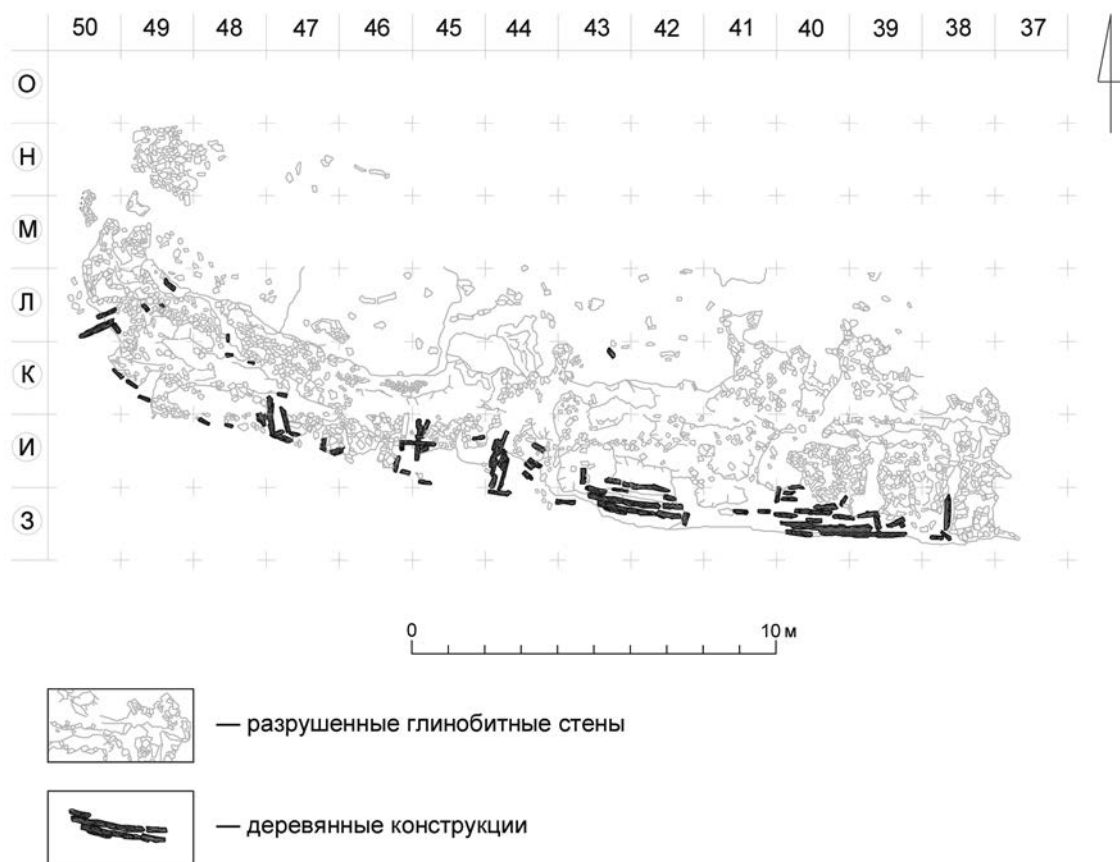 50 49 48 47 46 45 44 43 42 41 40 39 38 37
О
Н
М
Л
К
И
З
0 10 м
— разрушенные глинобитные стены
— деревянные конструкции